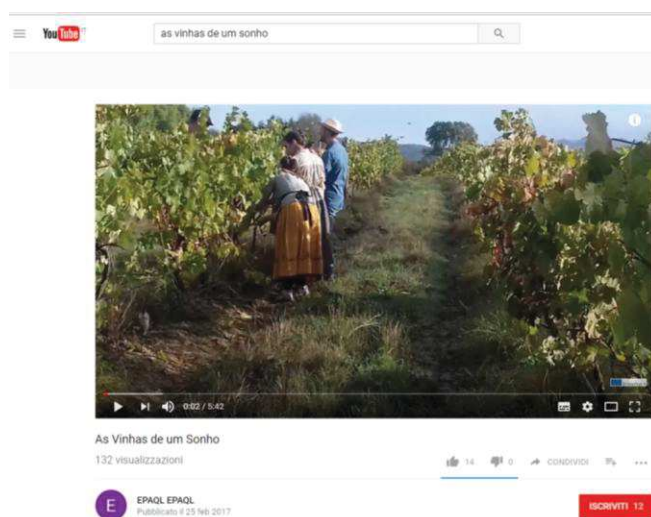 YouTube IT
as vinhas de um sonho
0:02 / 5:42
As Vinhas de um Sonho
132 visualizzazioni
14 0 CONDIVIDI
E
EPAQL EPAQL
Pubblicato il 25 feb 2017
ISCRIVITI 12